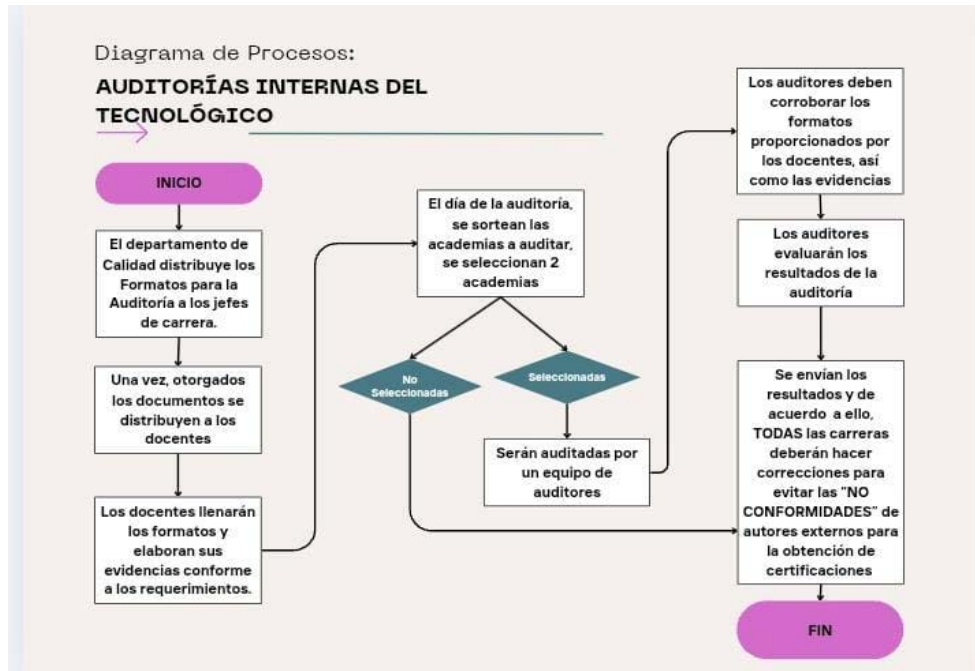 Diagrama de Procesos:
AUDITORÍAS INTERNAS DEL
TECNOLÓGICO
INICIO
El departamento de
Calidad distribuye los
Formatos para la
Auditoría a los jefes
de carrera.
Una vez, otorgados
los documentos se
distribuyen a los
docentes
Los docentes llenarán
los formatos y
elaboran sus
evidencias conforme
a los requerimientos.
El día de la auditoría,
se sortean las
academias a auditar,
se seleccionan 2
academias
No
Seleccionadas
Seleccionadas
Serán auditadas por
un equipo de
auditores
Los auditores deben
corroborar los
formatos
proporcionados por
los docentes, así
como las evidencias
Los auditores
evaluarán los
resultados de la
auditoría
Se envían los
resultados y de
acuerdo a ello,
TODAS las carreras
deberán hacer
correcciones para
evitar las "NO
CONFORMIDADES" de
autores externos para
la obtención de
certificaciones
FIN